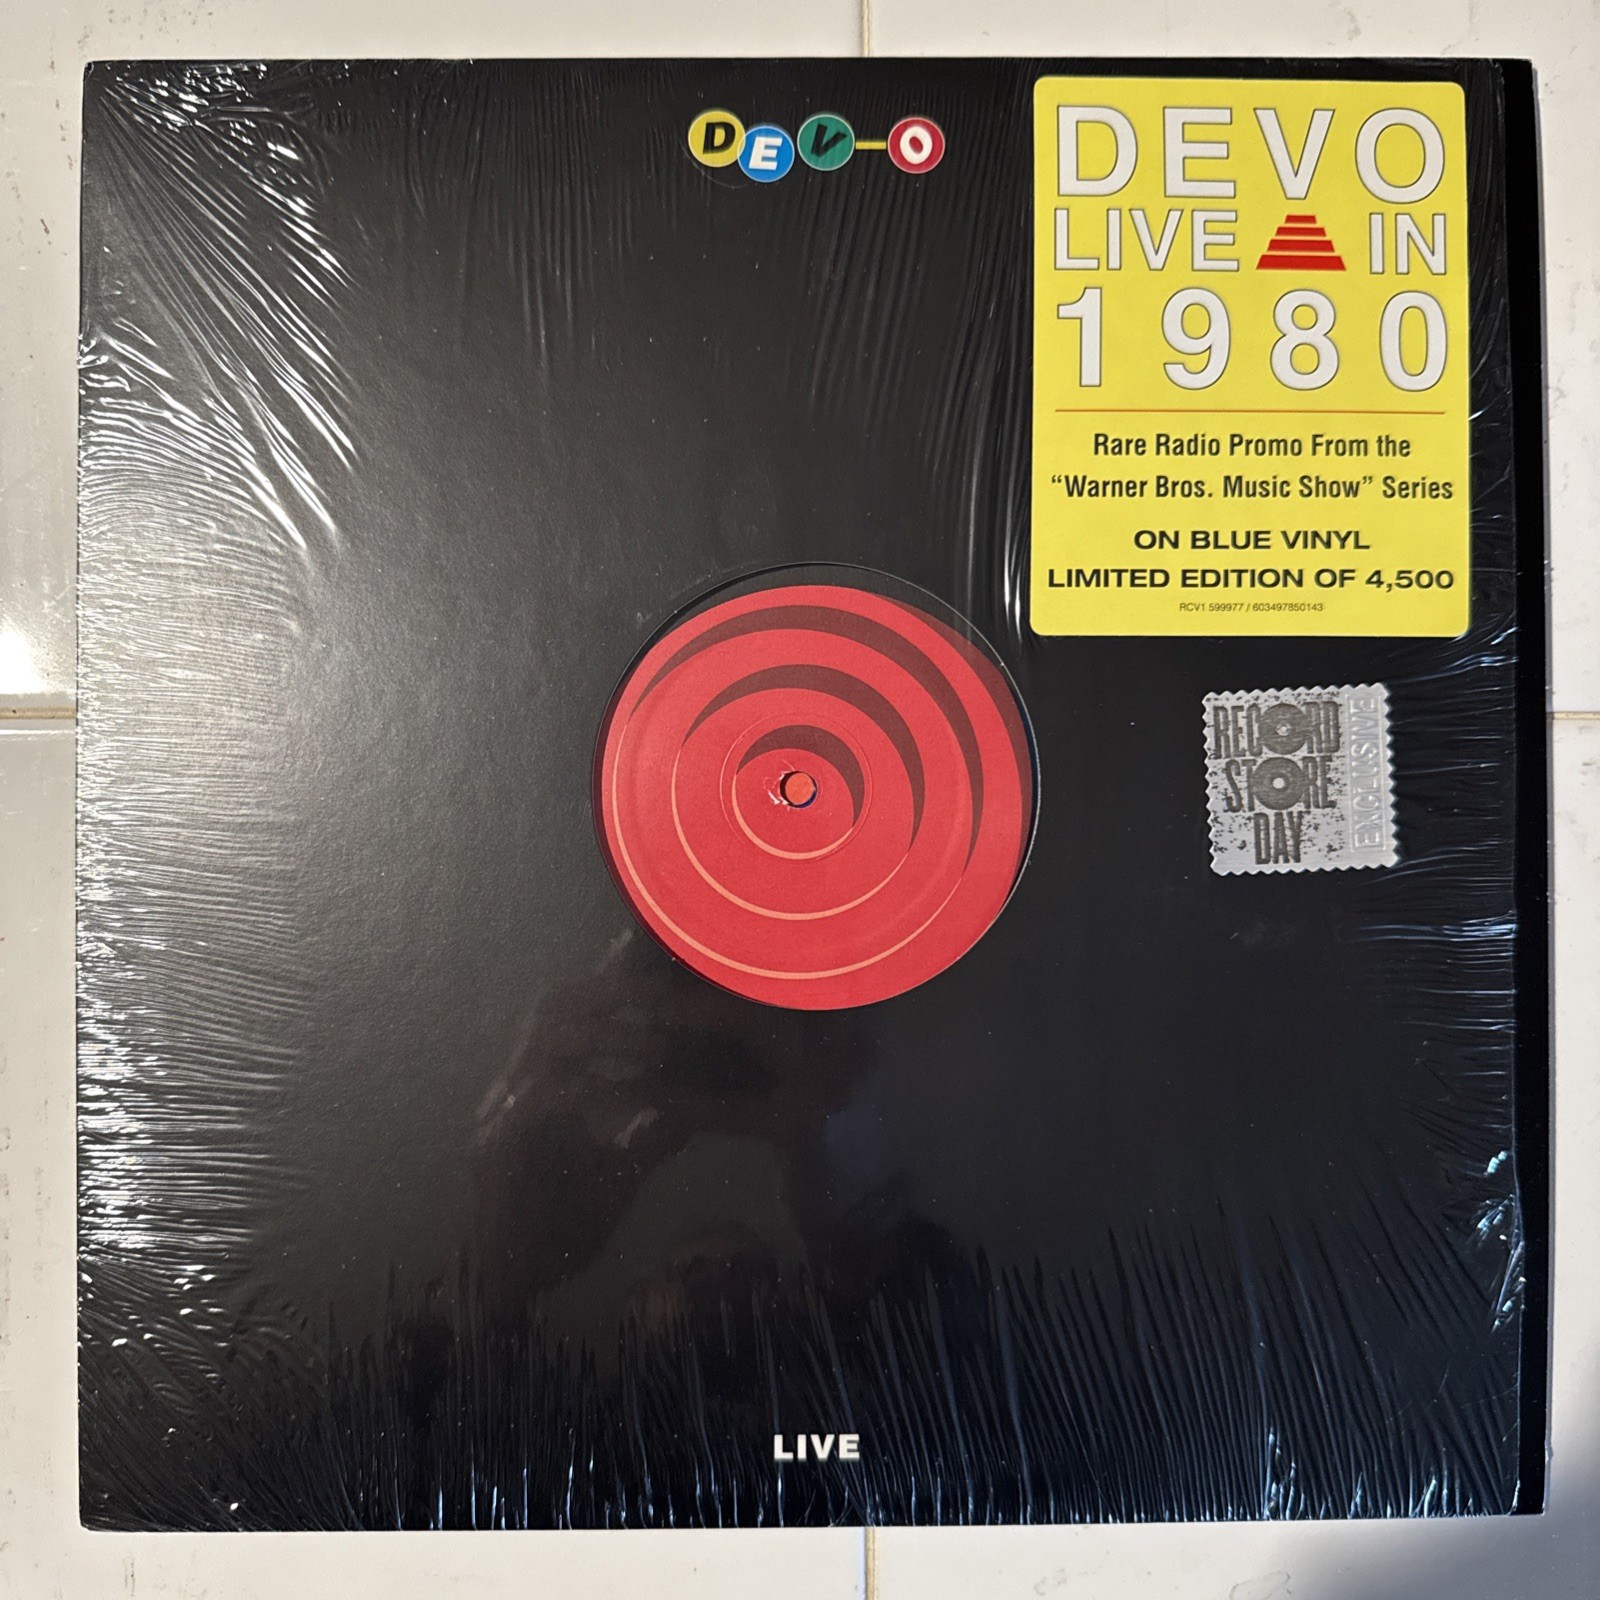 DEV-O
DEVO
LIVE IN
1980
Rare Radio Promo From the
“Warner Bros. Music Show” Series
ON BLUE VINYL
LIMITED EDITION OF 4,500
RCV1 599977 / 603497850143
RECORD
STORE
DAY
EXCLUSIVE
LIVE